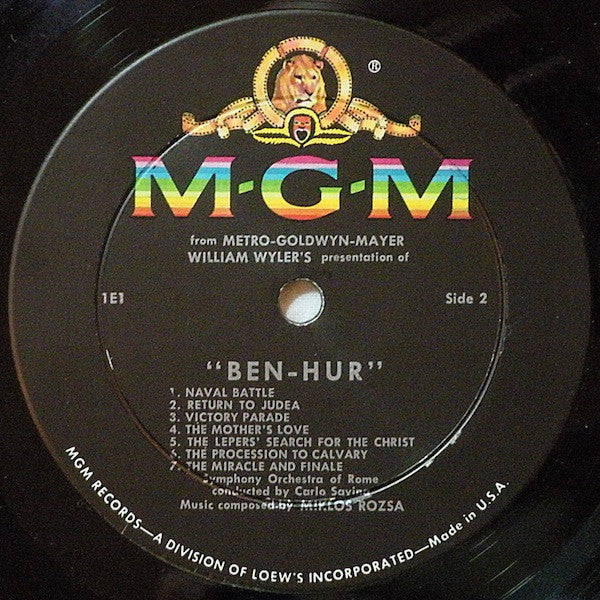 ®
M-G-M
from METRO-GOLDWYN-MAYER
WILLIAM WYLER'S presentation of
1E1
Side 2
"BEN-HUR"
1. NAVAL BATTLE
2. RETURN TO JUDEA
3. VICTORY PARADE
4. THE MOTHER'S LOVE
5. THE LEPERS' SEARCH FOR THE CHRIST
6. THE PROCESSION TO CALVARY
7. THE MIRACLE AND FINALE
Symphony Orchestra of Rome
conducted by Carlo Savina
Music composed by MIKLOS ROZSA
MGM RECORDS—A DIVISION OF LOEW'S INCORPORATED—Made in U.S.A.